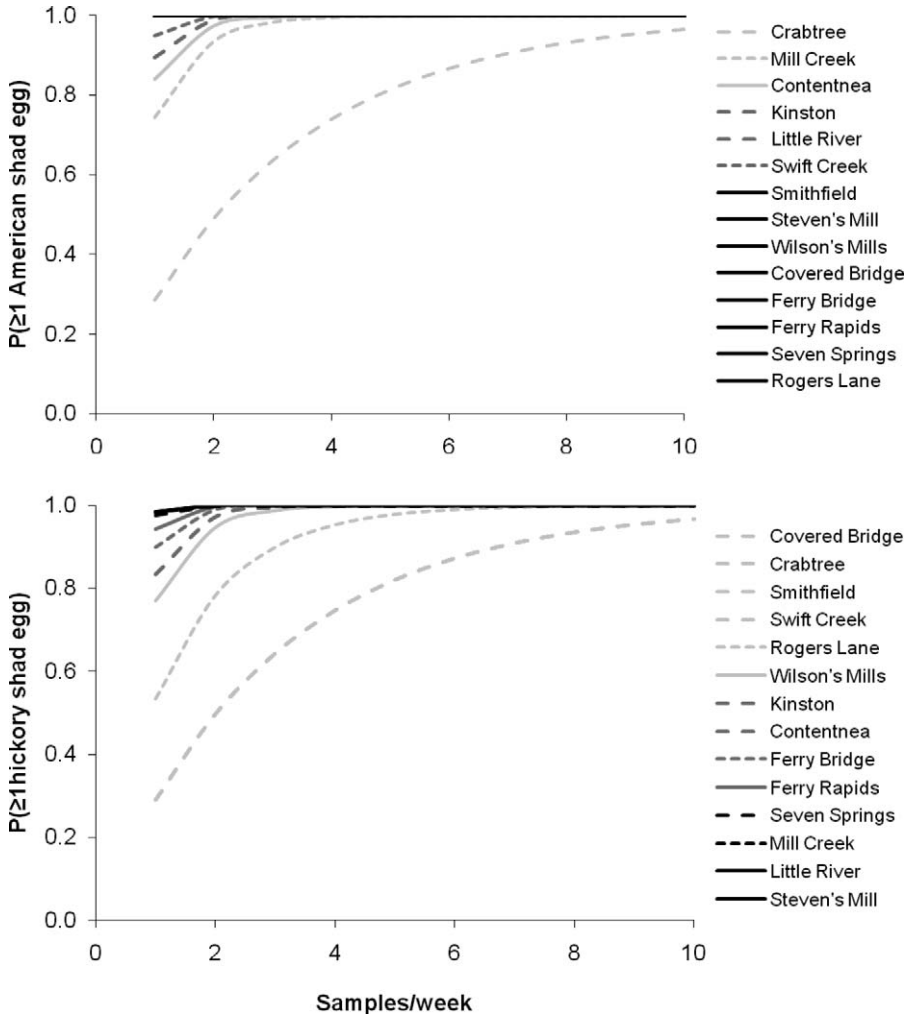 P(≥1 American shad egg)
1.0
0.8
0.6
0.4
0.2
0.0
0 2 4 6 8 10
Crabtree
Mill Creek
Contentnea
Kinston
Little River
Swift Creek
Smithfield
Steven's Mill
Wilson's Mills
Covered Bridge
Ferry Bridge
Ferry Rapids
Seven Springs
Rogers Lane
P(≥1hickory shad egg)
1.0
0.8
0.6
0.4
0.2
0.0
0 2 4 6 8 10
Covered Bridge
Crabtree
Smithfield
Swift Creek
Rogers Lane
Wilson's Mills
Kinston
Contentnea
Ferry Bridge
Ferry Rapids
Seven Springs
Mill Creek
Little River
Steven's Mill
Samples/week